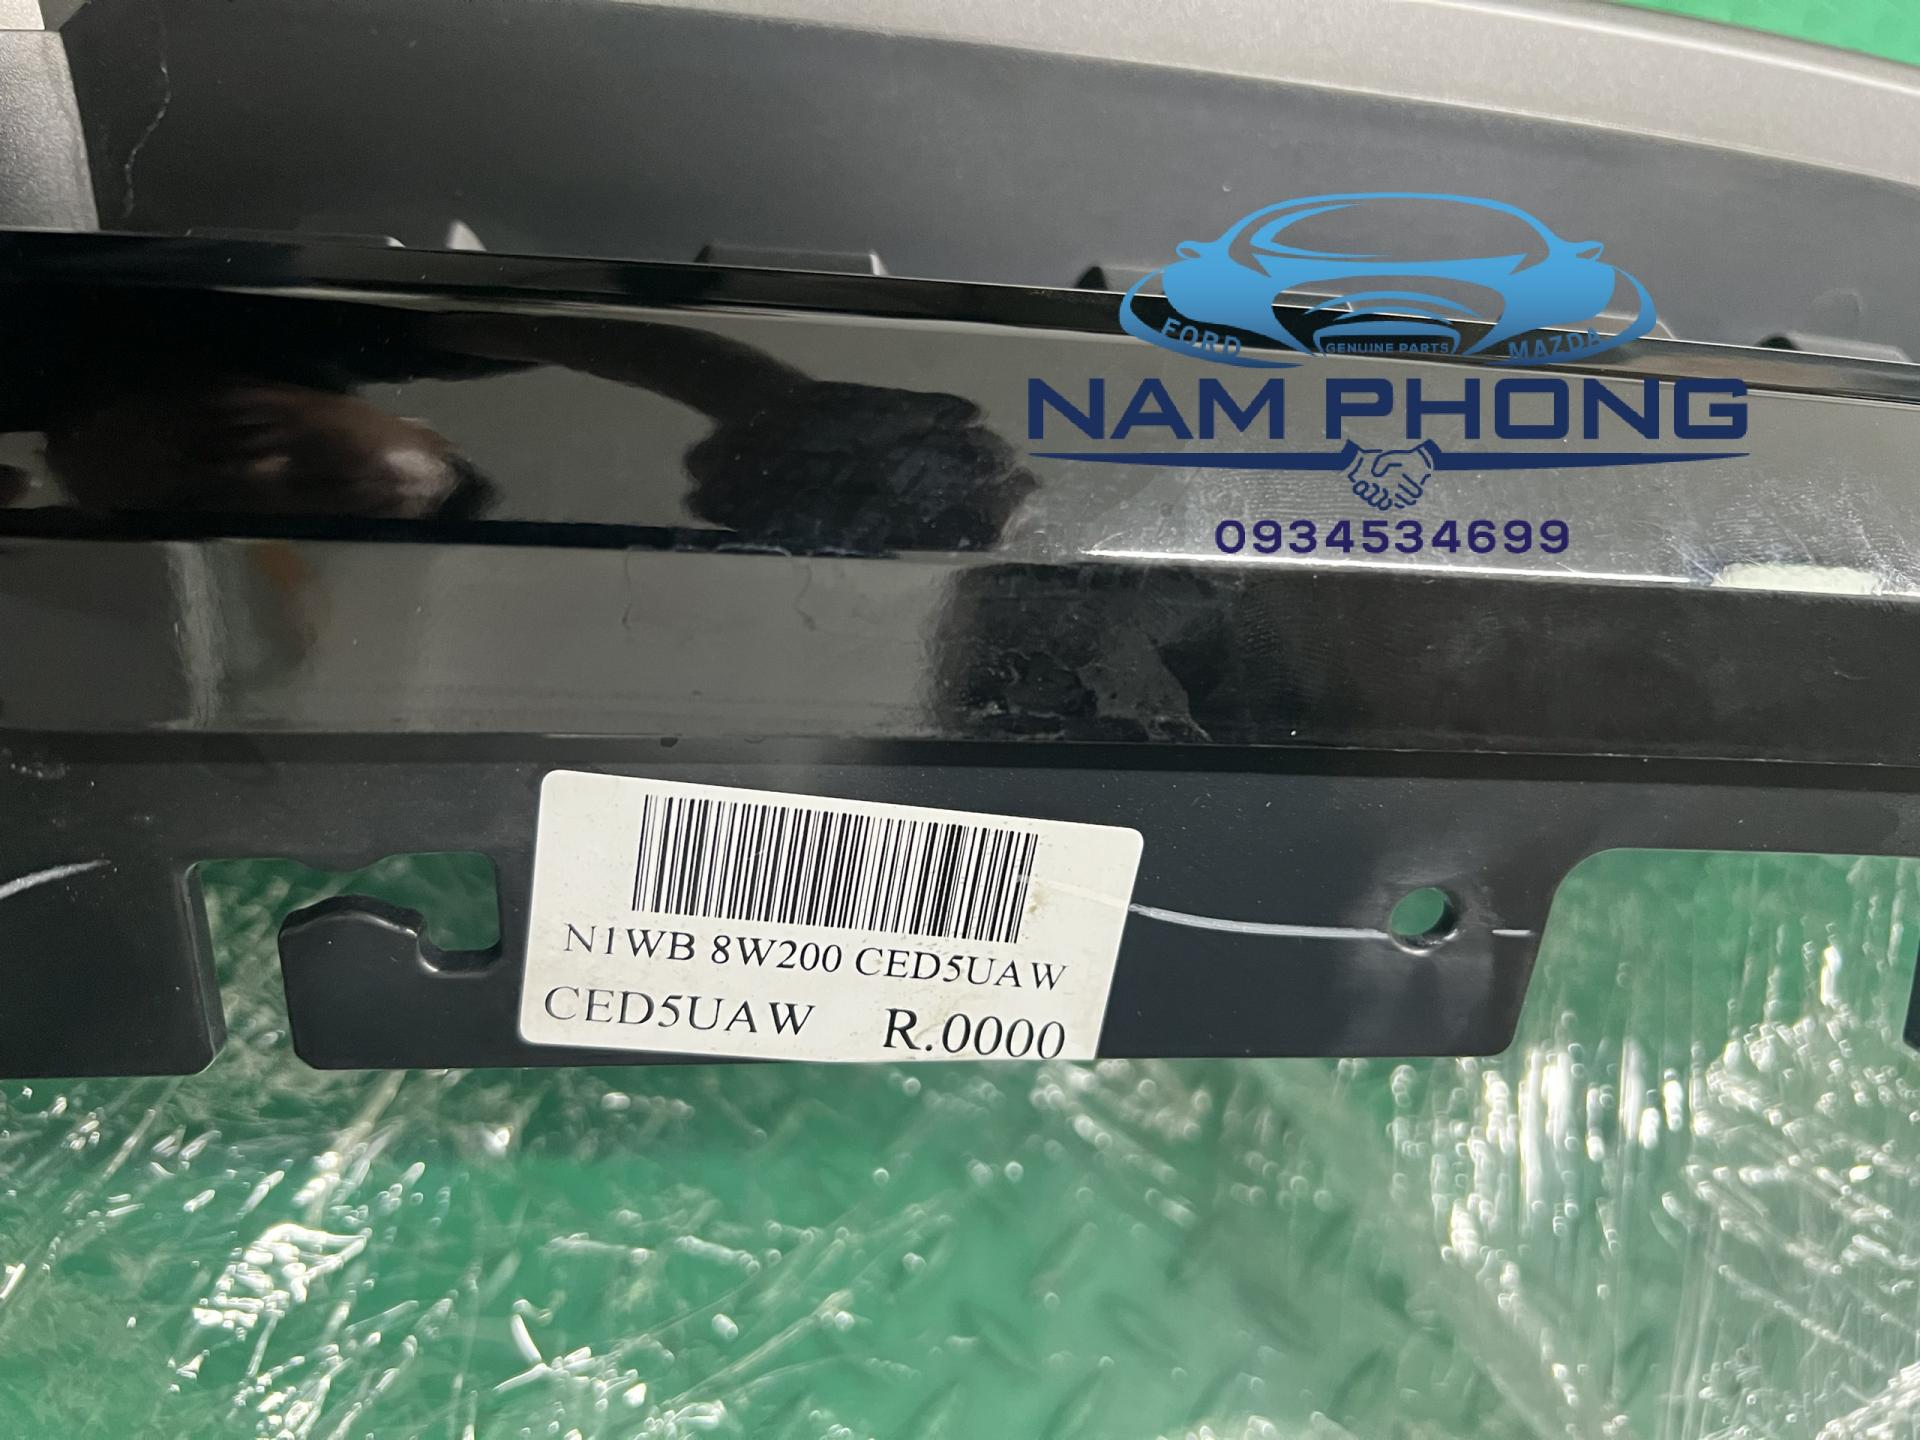 FORD GENUINE PARTS MAZDA
NAM PHONG
0934534699
N1WB 8W200 CED5UAW
CED5UAW R.0000